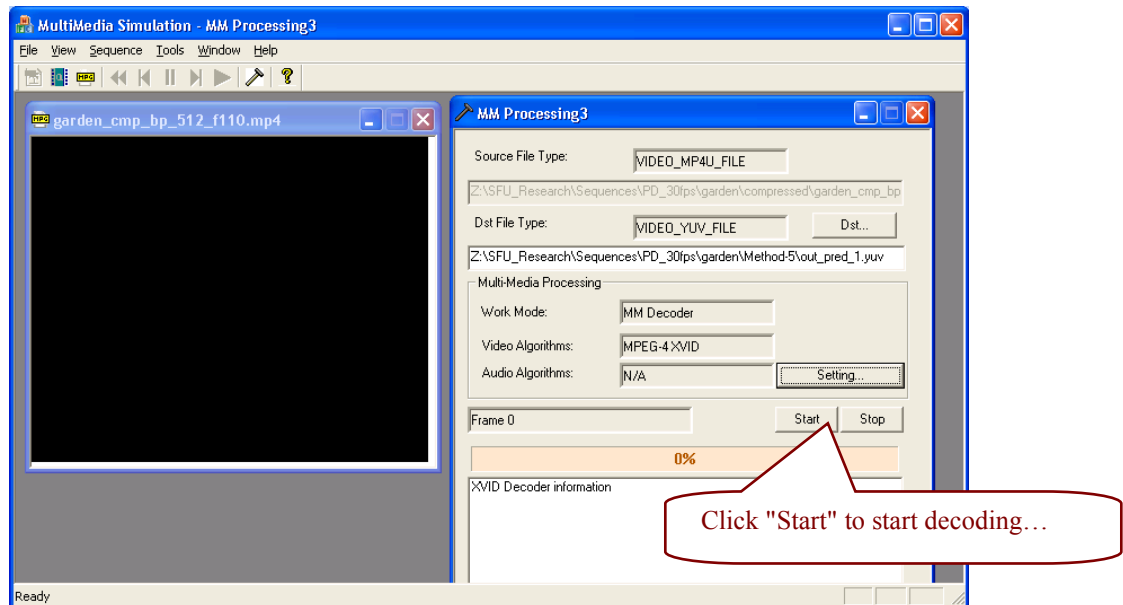 MultiMedia Simulation - MM Processing3
File View Sequence Tools Window Help
MPG
garden_cmp_bp_512_f110.mp4
MM Processing3
Source File Type: VIDEO_MP4U_FILE
Z:\SFU_Research\Sequences\PD_30fps\garden\compressed\garden_cmp_bp
Dst File Type: VIDEO_YUV_FILE Dst...
Z:\SFU_Research\Sequences\PD_30fps\garden\Method-5\out_pred_1.yuv
Multi-Media Processing
Work Mode: MM Decoder
Video Algorithms: MPEG-4 XVID
Audio Algorithms: N/A Setting...
Frame 0 Start Stop
0%
XVID Decoder information
Click "Start" to start decoding…
Ready